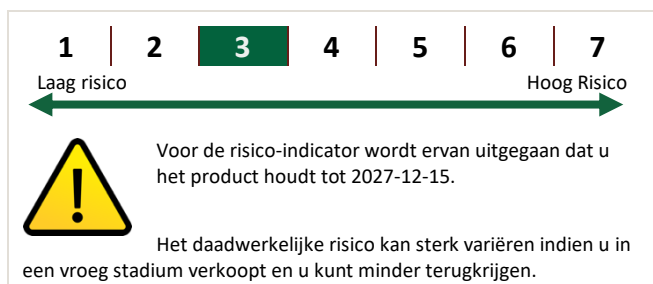 1 2 3 4 5 6 7
Laag risico Hoog Risico
Voor de risico-indicator wordt ervan uitgegaan dat u
het product houdt tot 2027-12-15.
Het daadwerkelijke risico kan sterk variëren indien u in
een vroeg stadium verkoopt en u kunt minder terugkrijgen.